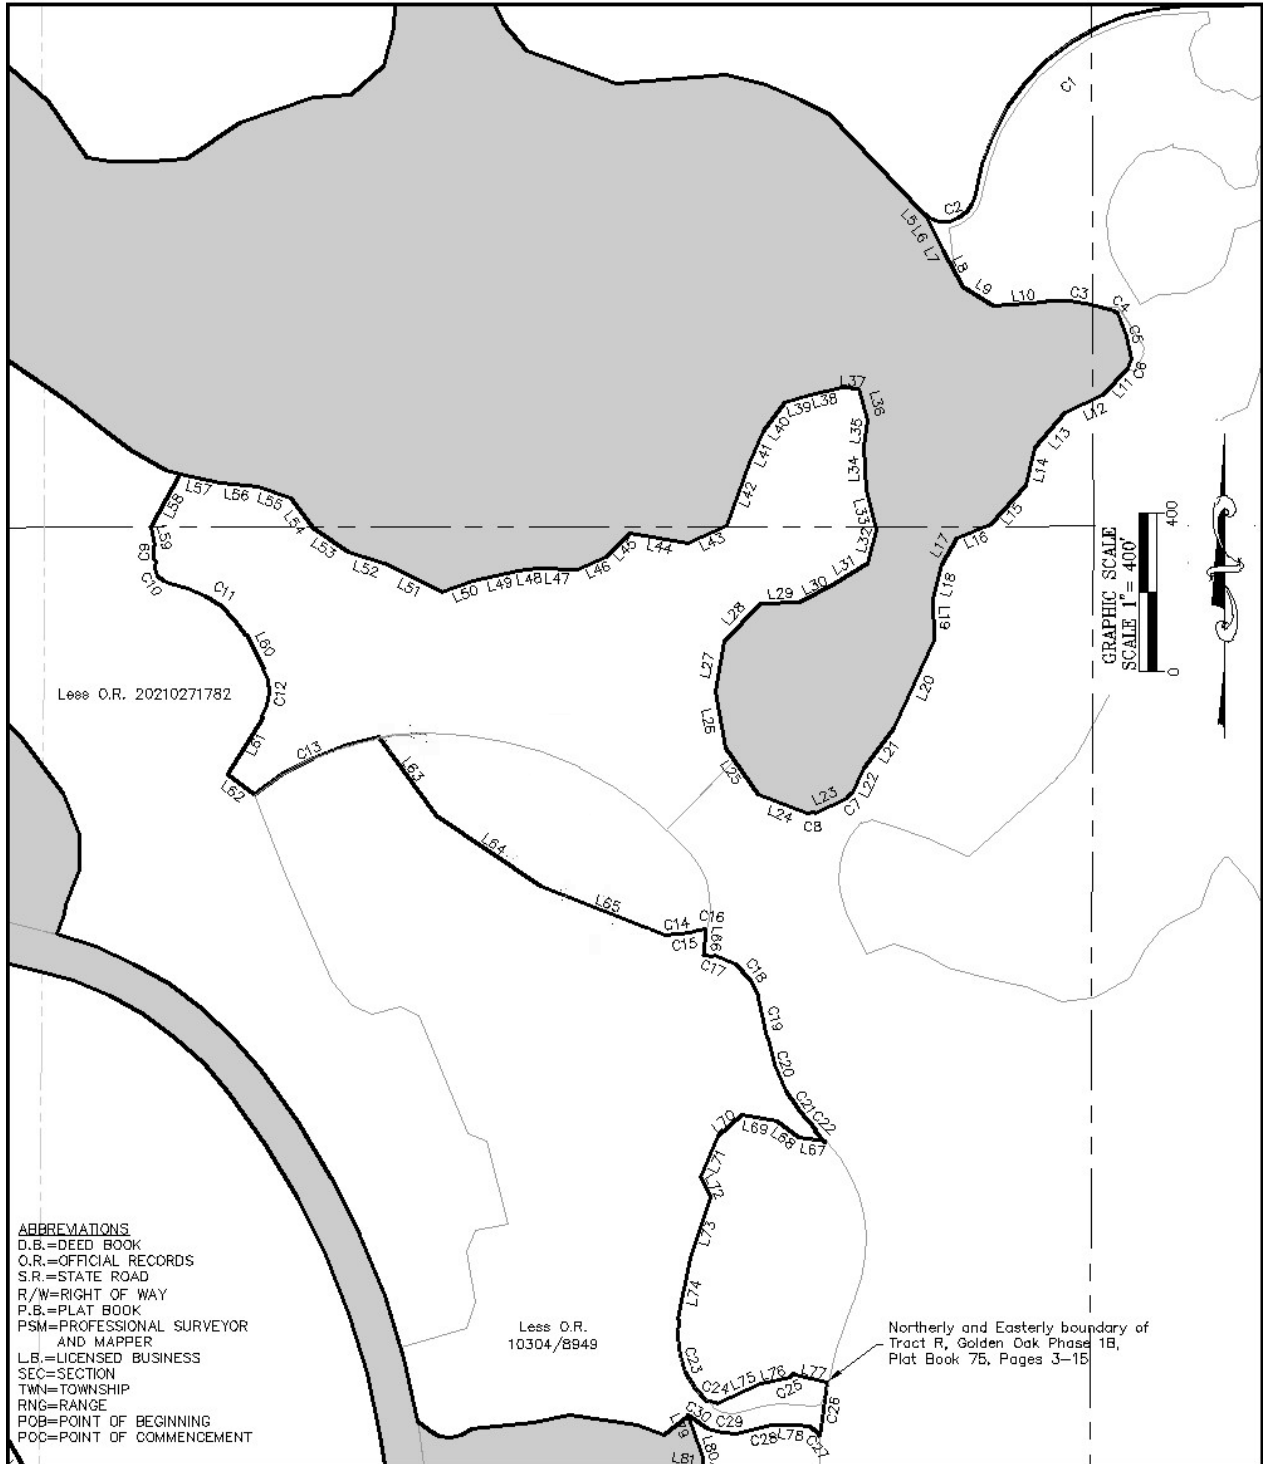 C1
C2
L5
L6
L7
L8
L9
L10
C3
C4
C5
C6
L11
L12
L13
L14
L15
L16
L17
L18
L19
L20
L21
L22
C7
L23
C8
L24
L25
L26
L27
L28
L29
L30
L31
L32
L33
L34
L35
L36
L37
L38
L39
L40
L41
L42
L43
L44
L45
L46
L47
L48
L49
L50
L51
L52
L53
L54
L55
L56
L57
L58
L59
C9
C10
C11
L60
C12
L61
L62
C13
L63
L64
L65
C14
C15
C16
L66
C17
C18
C19
C20
C21
C22
L67
L68
L69
L70
L71
L72
L73
L74
C23
C24
L75
L76
C25
L77
C26
C27
L78
C28
C29
C30
L79
L80
L81
GRAPHIC SCALE
SCALE 1"= 400'
0
400
Less O.R. 20210271782
Less O.R.
10304/8949
Northerly and Easterly boundary of
Tract R, Golden Oak Phase 1B,
Plat Book 75, Pages 3-15
ABBREVIATIONS
D.B.=DEED BOOK
O.R.=OFFICIAL RECORDS
S.R.=STATE ROAD
R/W=RIGHT OF WAY
P.B.=PLAT BOOK
PSM=PROFESSIONAL SURVEYOR
AND MAPPER
L.B.=LICENSED BUSINESS
SEC=SECTION
TWN=TOWNSHIP
RNG=RANGE
POB=POINT OF BEGINNING
POC=POINT OF COMMENCEMENT